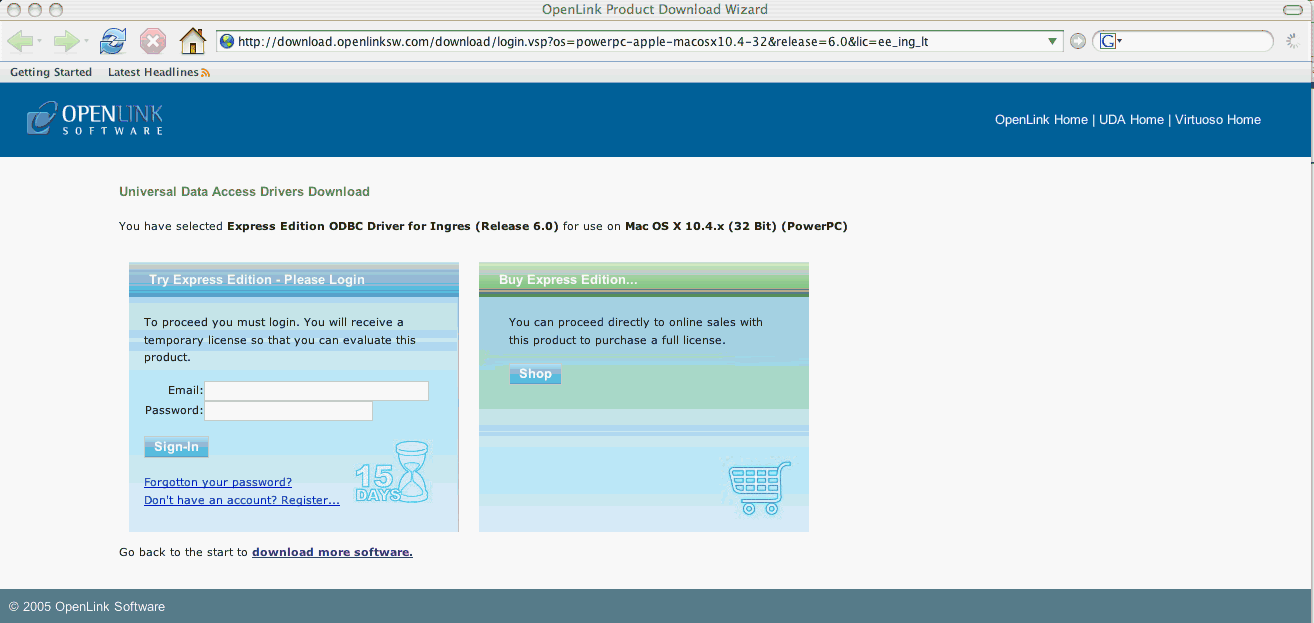 OpenLink Product Download Wizard
http://download.openlinksw.com/download/login.vsp?os=powerpc-apple-macosx10.4-32&release=6.0&lic=ee_ing_lt
G
Getting Started Latest Headlines
OPENLINK
SOFTWARE
OpenLink Home | UDA Home | Virtuoso Home
Universal Data Access Drivers Download
You have selected Express Edition ODBC Driver for Ingres (Release 6.0) for use on Mac OS X 10.4.x (32 Bit) (PowerPC)
Try Express Edition - Please Login
To proceed you must login. You will receive a
temporary license so that you can evaluate this
product.
Email:
Password:
Sign-In
15
DAYS
Forgotton your password?
Don't have an account? Register...
Buy Express Edition...
You can proceed directly to online sales with
this product to purchase a full license.
Shop
Go back to the start to download more software.
© 2005 OpenLink Software